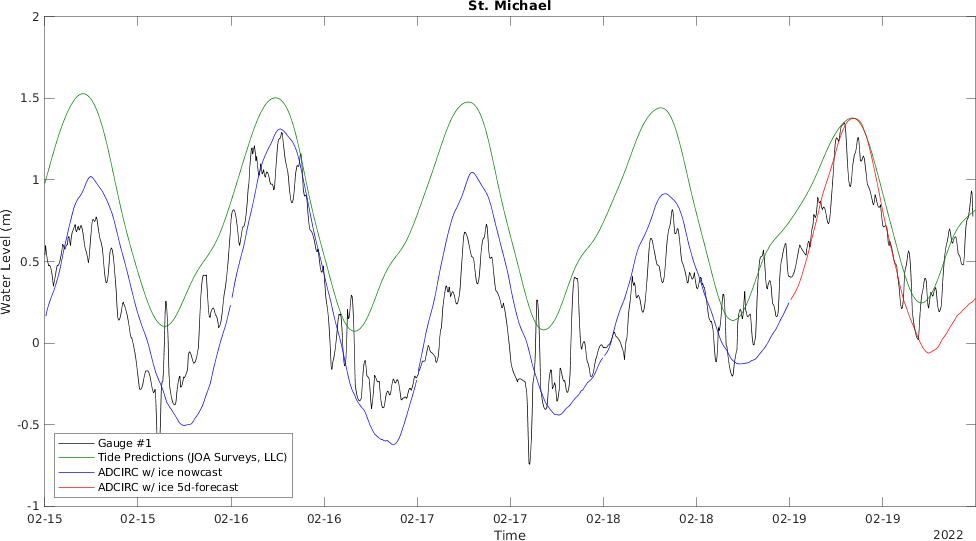 St. Michael
2
1.5
1
0.5
0
-0.5
-1
Water Level (m)
Gauge #1
Tide Predictions (JOA Surveys, LLC)
ADCIRC w/ ice nowcast
ADCIRC w/ ice 5d-forecast
02-15 02-15 02-16 02-16 02-17 02-17 02-18 02-18 02-19 02-19
Time
2022